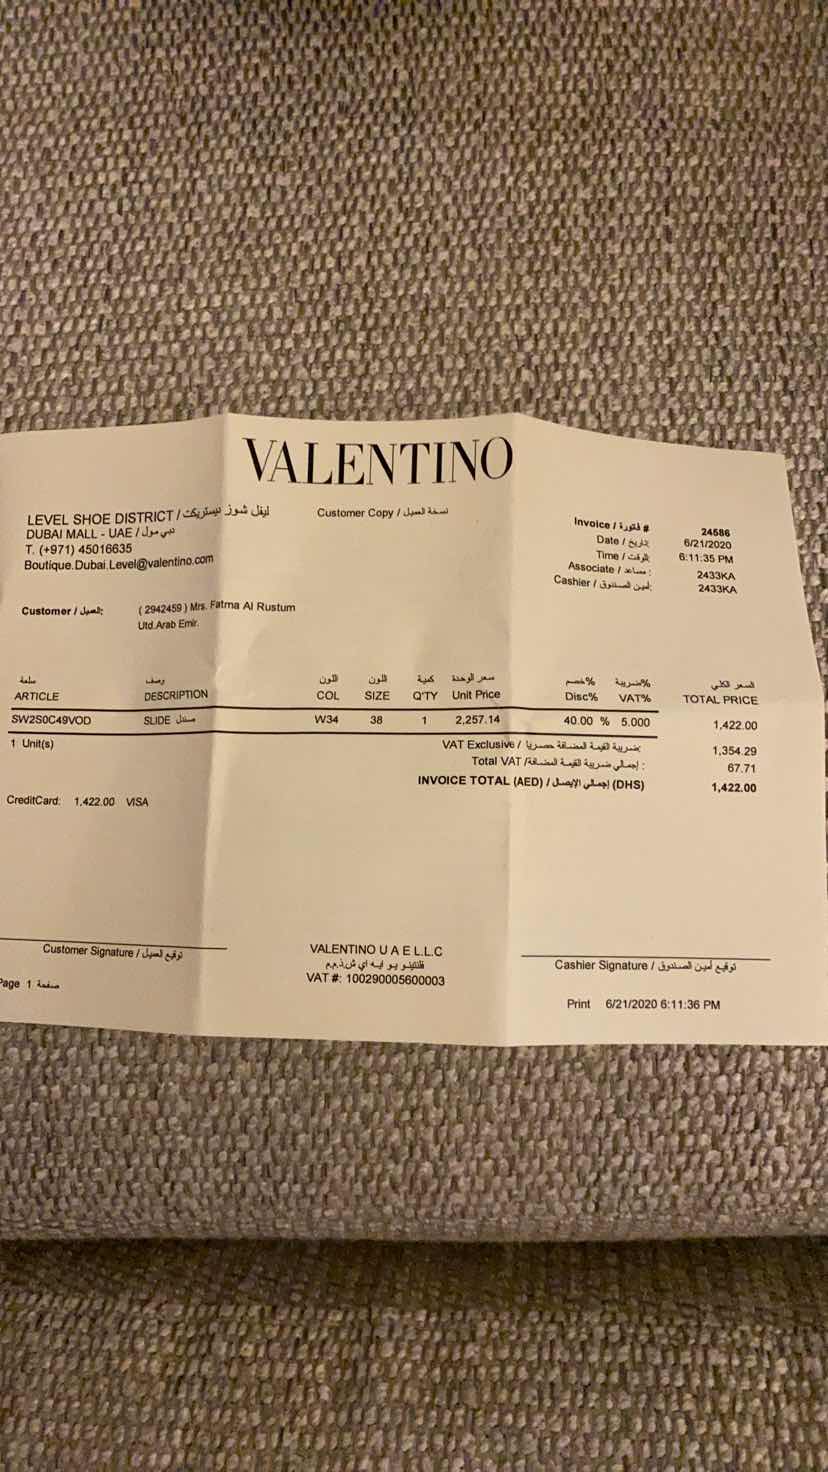 VALENTINO
LEVEL SHOE DISTRICT / ليفل شوز ديستريكت
DUBAI MALL - UAE / دبي مول
T. (+971) 45016635
Boutique.Dubai.Level@valentino.com
Customer Copy / نسخة العميل
Invoice / فاتورة # 24586
Date / تاريخ: 6/21/2020
Time / الوقت: 6:11:35 PM
Associate / مساعد : 2433KA
Cashier / أمين الصندوق: 2433KA
Customer / العميل: ( 2942459 ) Mrs. Fatma Al Rustum
Utd.Arab Emir.
سلعة وصف اللون اللون كمية سعر الوحدة خصم% ضريبة% السعر الكلي
ARTICLE DESCRIPTION COL SIZE Q'TY Unit Price Disc% VAT% TOTAL PRICE
SW2S0C49VOD SLIDE صندل W34 38 1 2,257.14 40.00 % 5.000 1,422.00
1 Unit(s)
VAT Exclusive / ضريبة القيمة المضافة حصريا: 1,354.29
Total VAT / إجمالي ضريبة القيمة المضافة : 67.71
INVOICE TOTAL (AED) / إجمالي الإيصال (DHS) 1,422.00
CreditCard: 1,422.00 VISA
Customer Signature / توقيع العميل
VALENTINO U A E L.L.C
فلنتينو يو ايه اي ش.ذ.م.م
VAT #: 100290005600003
Cashier Signature / توقيع أمين الصندوق
Page 1 صفحة
Print 6/21/2020 6:11:36 PM